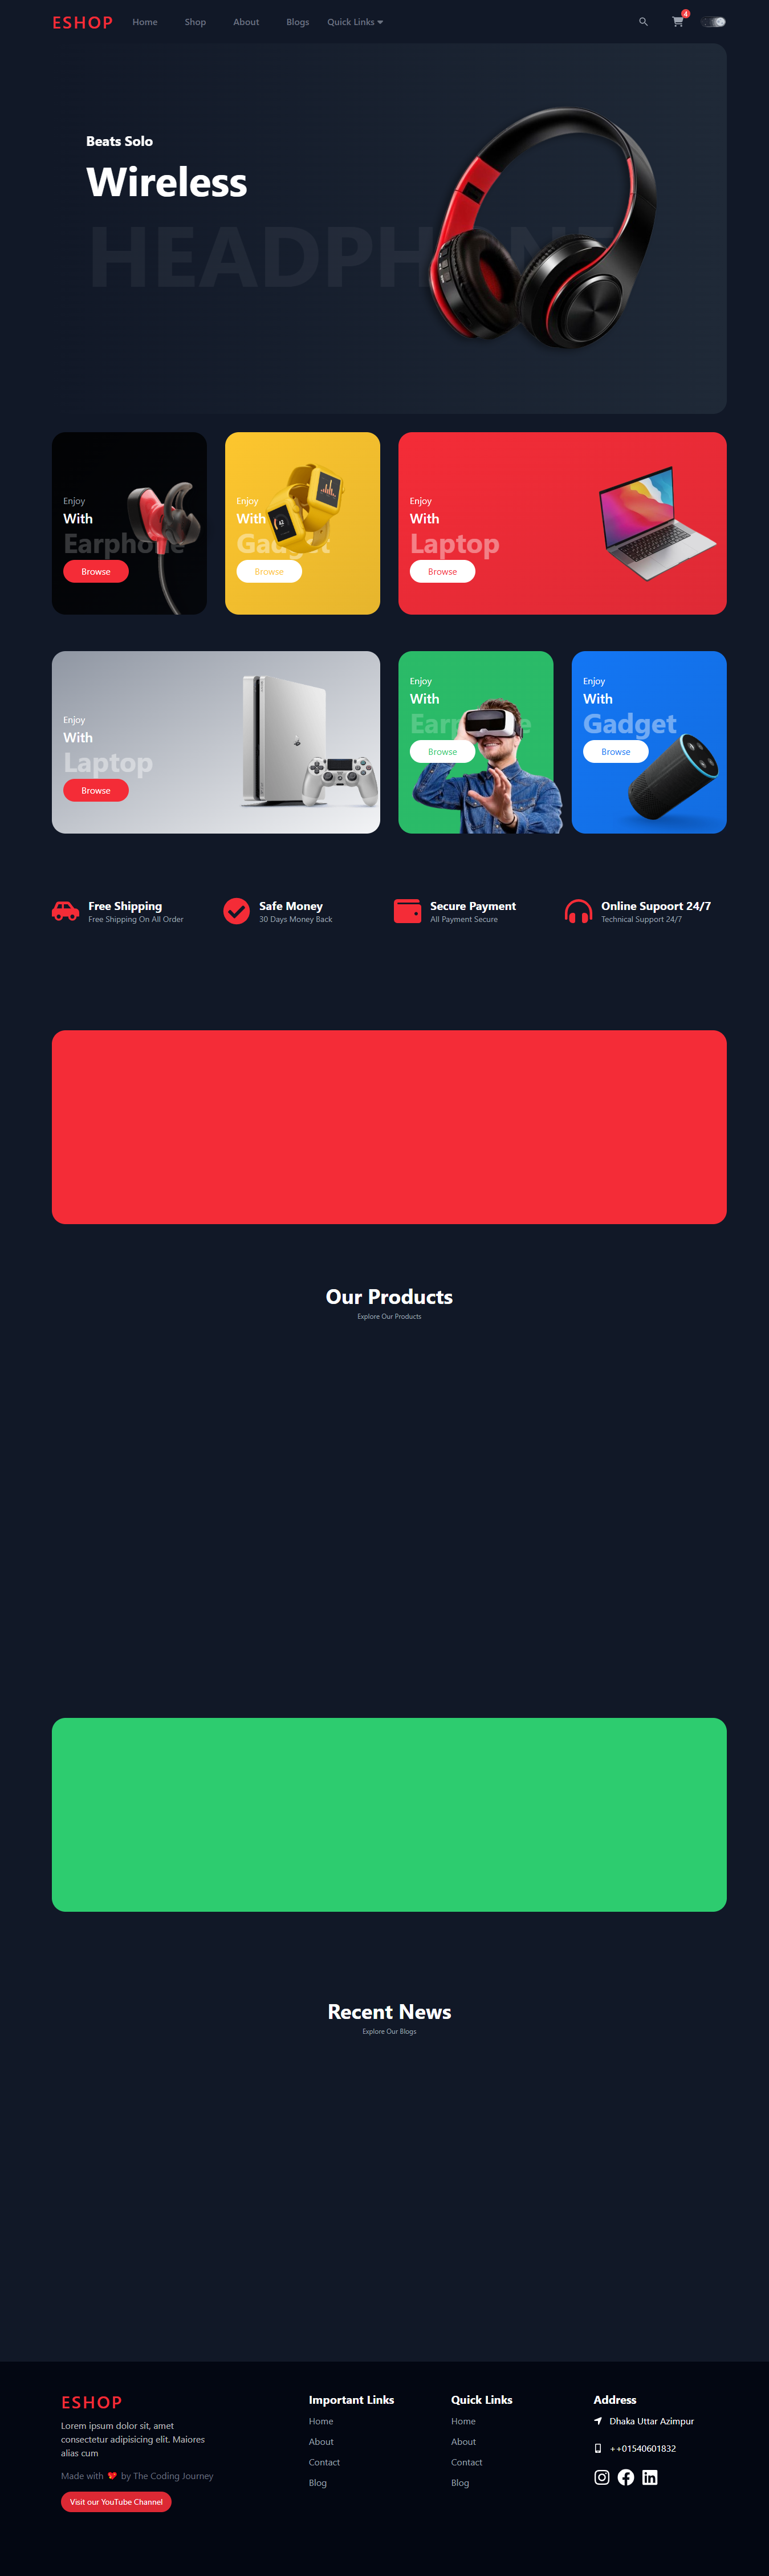 ESHOP Home Shop About Blogs Quick Links 4
Beats Solo
Wireless
Enjoy
With
Earphone
Browse
Enjoy
With
Gadget
Browse
Enjoy
With
Laptop
Browse
Enjoy
With
Laptop
Browse
Enjoy
With
Browse
Enjoy
With
Gadget
Browse
Free Shipping
Free Shipping On All Order
Safe Money
30 Days Money Back
Secure Payment
All Payment Secure
Online Supoort 24/7
Technical Support 24/7
Our Products
Explore Our Products
Recent News
Explore Our Blogs
ESHOP
Lorem ipsum dolor sit, amet
consectetur adipisicing elit. Maiores
alias cum
Made with ❤️ by The Coding Journey
Visit our YouTube Channel
Important Links
Home
About
Contact
Blog
Quick Links
Home
About
Contact
Blog
Address
Dhaka Uttar Azimpur
++01540601832